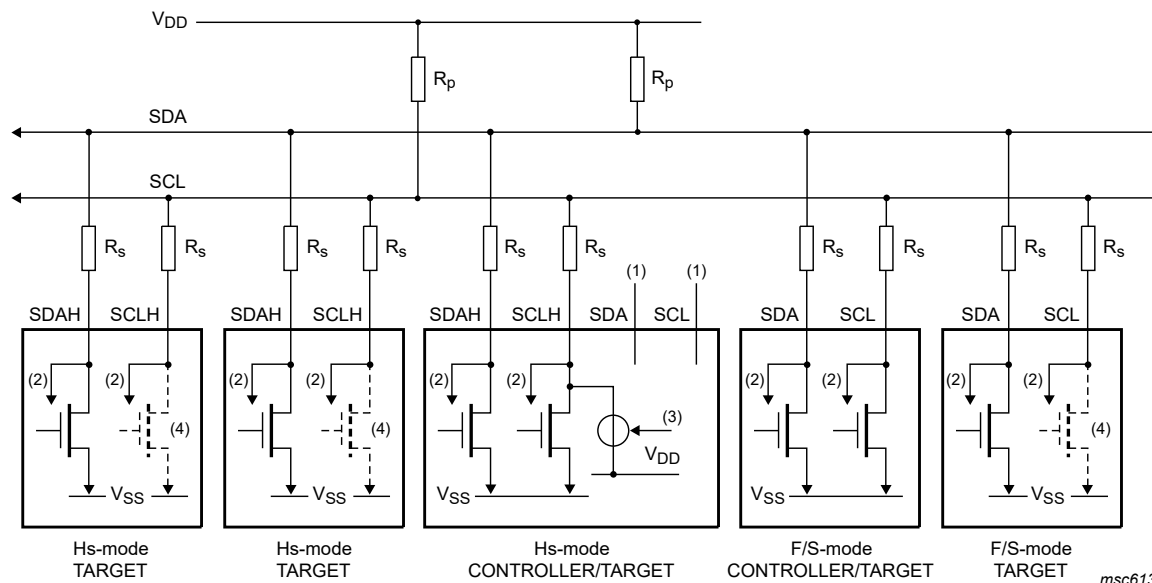 VDD
Rp Rp
SDA
SCL
Rs Rs Rs Rs Rs Rs Rs Rs Rs Rs
(1) (1)
SDAH SCLH SDAH SCLH SDAH SCLH SDA SCL SDA SCL SDA SCL
(2) (2) (2) (2) (2) (2) (2) (2) (2) (2)
(4) (4) (3) (4)
VDD
VSS VSS VSS VSS VSS
Hs-mode Hs-mode Hs-mode F/S-mode F/S-mode
TARGET TARGET CONTROLLER/TARGET CONTROLLER/TARGET TARGET
msc613